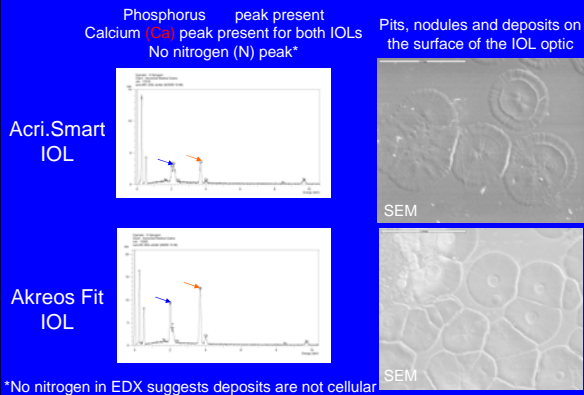 Phosphorus peak present
Calcium (Ca) peak present for both IOLs
No nitrogen (N) peak*
Pits, nodules and deposits on
the surface of the IOL optic
Acri.Smart
IOL
SEM
Akreos Fit
IOL
SEM
*No nitrogen in EDX suggests deposits are not cellular